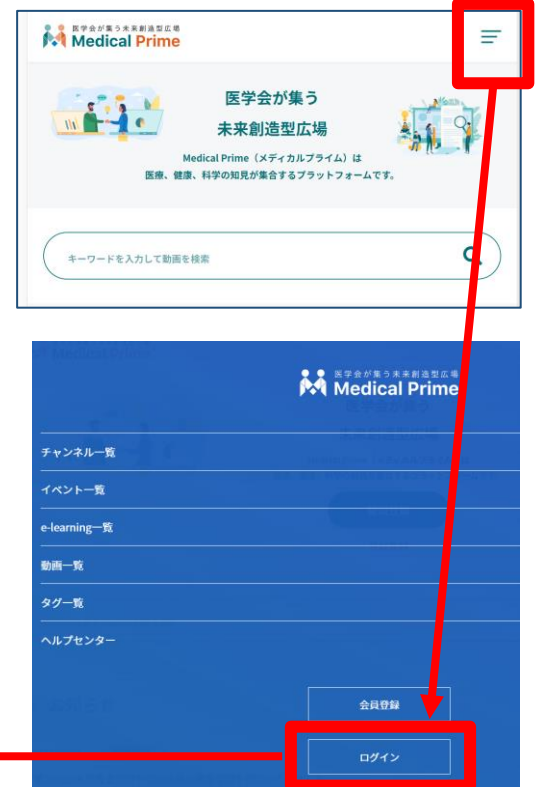 医学会が集う未来創造型広場
Medical Prime
医学会が集う
未来創造型広場
Medical Prime（メディカルプライム）は
医療、健康、科学の知見が集合するプラットフォームです。
キーワードを入力して動画を検索
医学会が集う未来創造型広場
Medical Prime
チャンネル一覧
イベント一覧
e-learning一覧
動画一覧
タグ一覧
ヘルプセンター
会員登録
ログイン